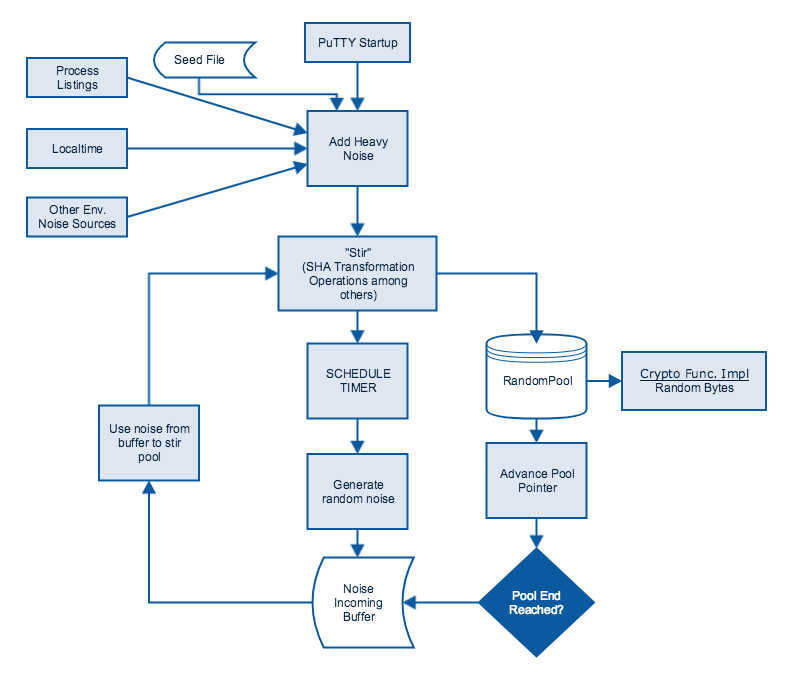 PuTTY Startup
Seed File
Process
Listings
Add Heavy
Noise
Localtime
Other Env.
Noise Sources
"Stir"
(SHA Transformation
Operations among
others)
SCHEDULE
TIMER
RandomPool
Crypto Func. Impl
Random Bytes
Use noise from
buffer to stir
pool
Generate
random noise
Advance Pool
Pointer
Noise
Incoming
Buffer
Pool End
Reached?